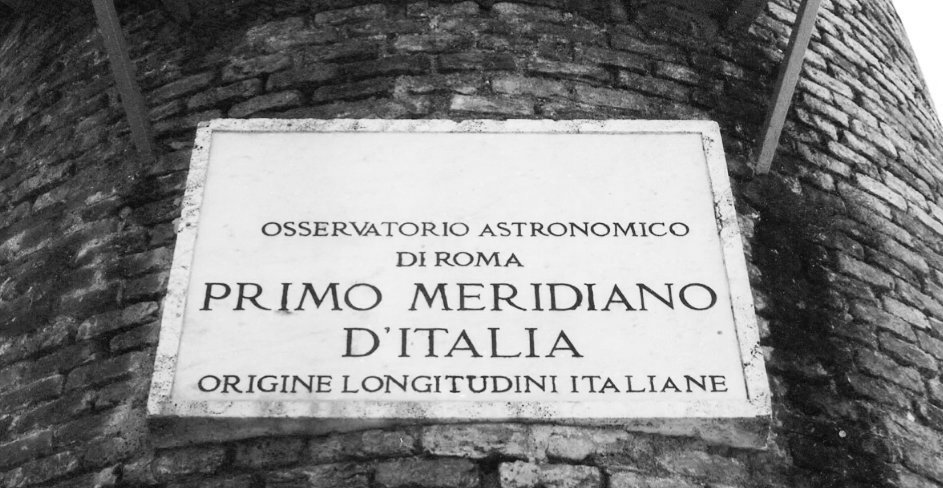 OSSERVATORIO ASTRONOMICO
DI ROMA
PRIMO MERIDIANO
D'ITALIA
ORIGINE LONGITUDINI ITALIANE